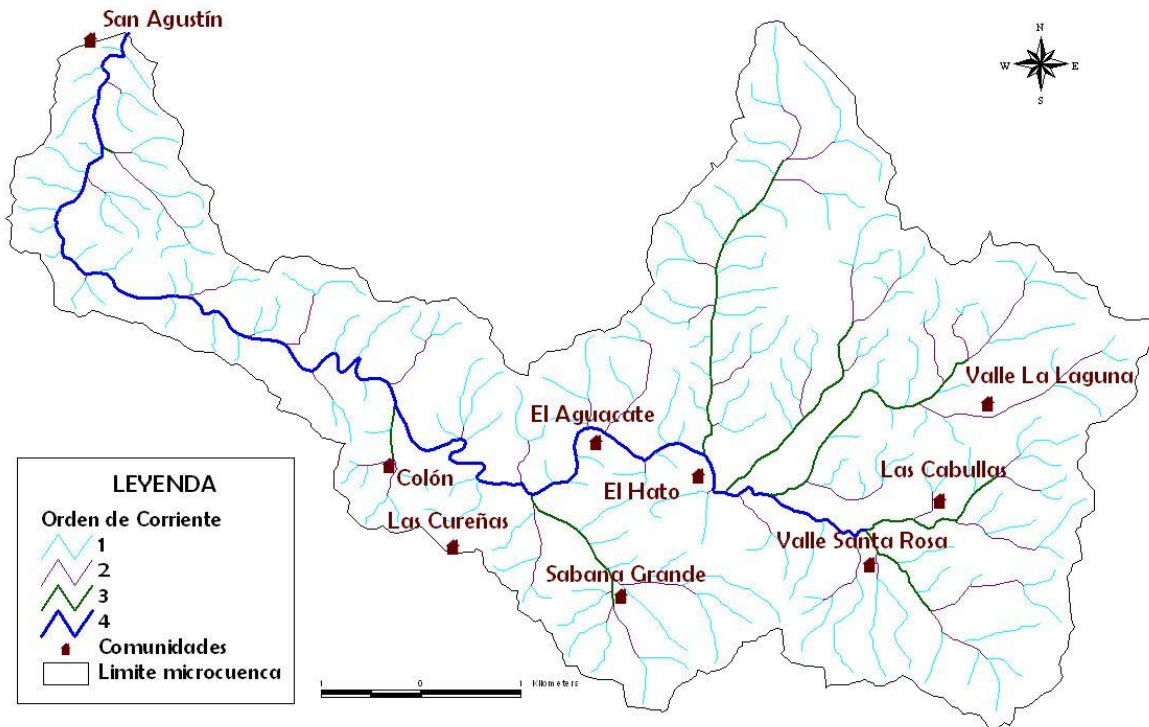 San Agustín
N
W E
S
Valle La Laguna
El Aguacate
Las Cabullas
Colón
El Hato
Las Cureñas
Valle Santa Rosa
Sabana Grande
LEYENDA
Orden de Corriente
1
2
3
4
Comunidades
Límite microcuenca
1 0 1 Kilometers